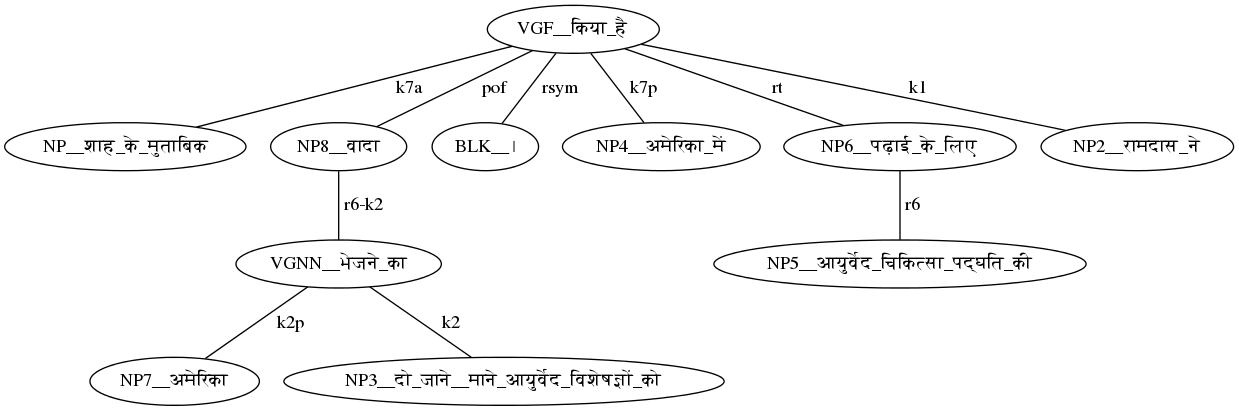 VGF__किया_है
k7a pof rsym k7p rt k1
NP__शाह_के_मुताबिक NP8__वादा BLK__। NP4__अमेरिका_में NP6__पढ़ाई_के_लिए NP2__रामदास_ने
r6-k2 r6
VGNN__भेजने_का NP5__आयुर्वेद_चिकित्सा_पद्घति_की
k2p k2
NP7__अमेरिका NP3__दो_जाने__माने_आयुर्वेद_विशेषज्ञों_को